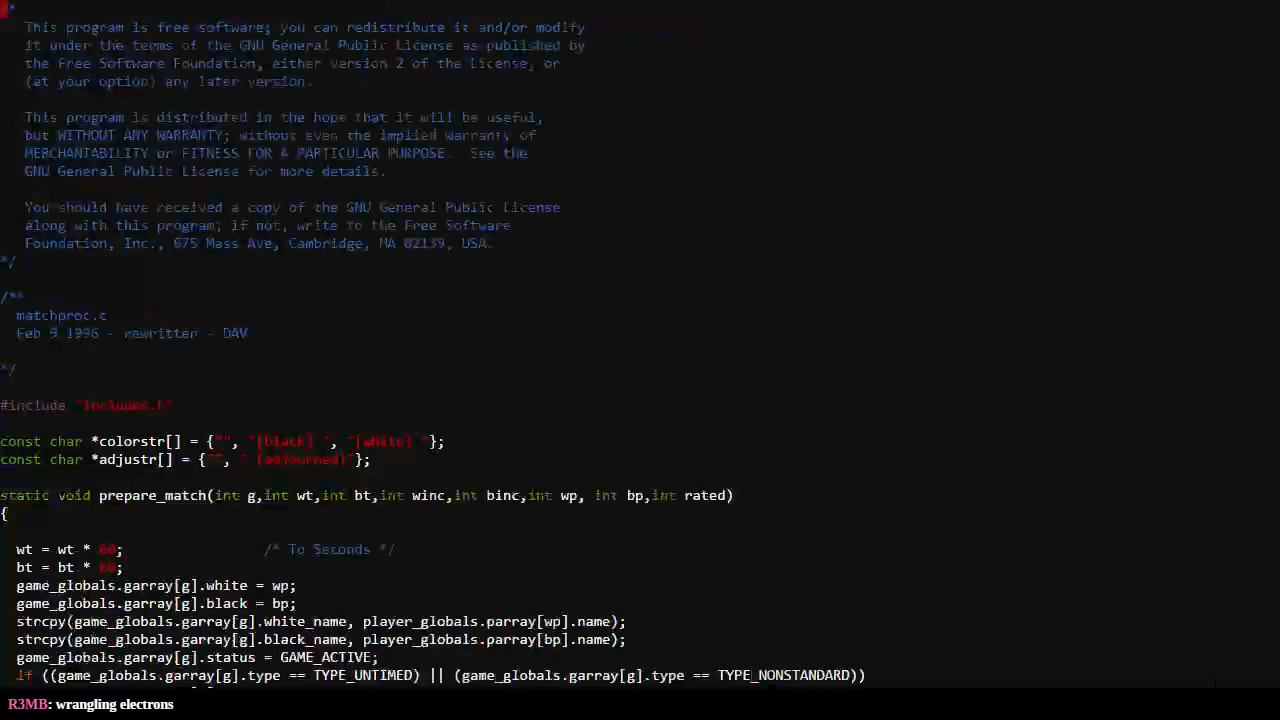 *
This program is free software; you can redistribute it and/or modify
it under the terms of the GNU General Public License as published by
the Free Software Foundation, either version 2 of the License, or
(at your option) any later version.
This program is distributed in the hope that it will be useful,
but WITHOUT ANY WARRANTY; without even the implied warranty of
MERCHANTABILITY or FITNESS FOR A PARTICULAR PURPOSE.  See the
GNU General Public License for more details.
You should have received a copy of the GNU General Public License
along with this program; if not, write to the Free Software
Foundation, Inc., 675 Mass Ave, Cambridge, MA 02139, USA.
*/
/**
matchproc.c
Feb 9 1996 - rewritten - DAV
*/
#include "includes.h"
const char *colorstr[] = {"", "[black] ", "[white] "};
const char *adjustr[] = {"", " (adjourned)"};
static void prepare_match(int g,int wt,int bt,int winc,int binc,int wp, int bp,int rated)
{
wt = wt * 60;                 /* To Seconds */
bt = bt * 60;
game_globals.garray[g].white = wp;
game_globals.garray[g].black = bp;
strcpy(game_globals.garray[g].white_name, player_globals.parray[wp].name);
strcpy(game_globals.garray[g].black_name, player_globals.parray[bp].name);
game_globals.garray[g].status = GAME_ACTIVE;
if ((game_globals.garray[g].type == TYPE_UNTIMED) || (game_globals.garray[g].type == TYPE_NONSTANDARD))
R3MB: wrangling electrons